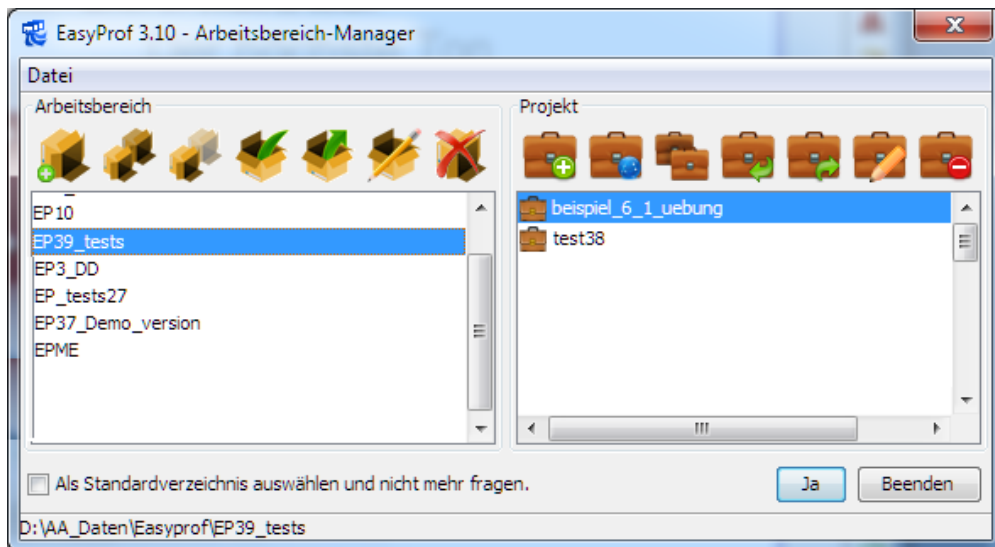 EasyProf 3.10 - Arbeitsbereich-Manager
Datei
Arbeitsbereich
Projekt
EP10
EP39_tests
EP3_DD
EP_tests27
EP37_Demo_version
EPME
beispiel_6_1_uebung
test38
Als Standardverzeichnis auswählen und nicht mehr fragen.
Ja
Beenden
D:\AA_Daten\Easyprof\EP39_tests